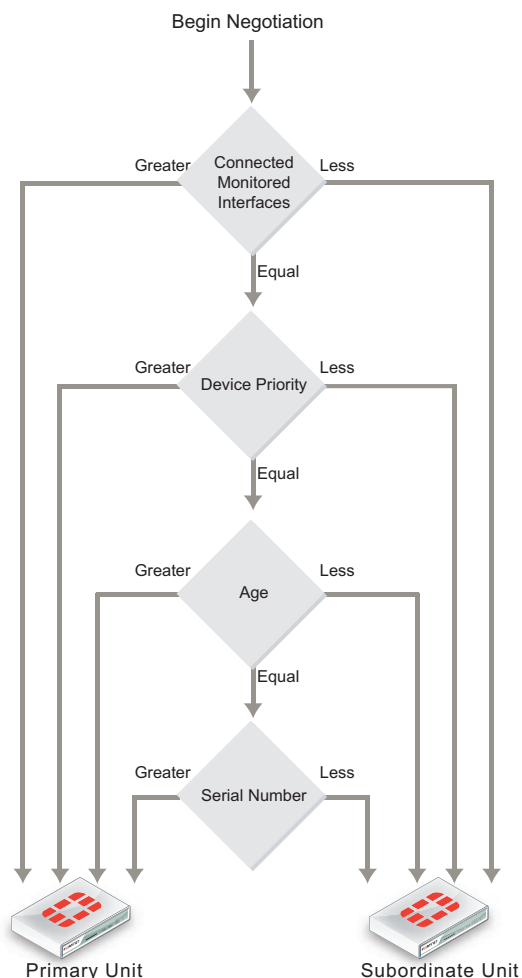 Begin Negotiation
Greater
Connected
Monitored
Interfaces
Less
Equal
Greater
Device Priority
Less
Equal
Greater
Age
Less
Equal
Greater
Serial Number
Less
Primary Unit
Subordinate Unit